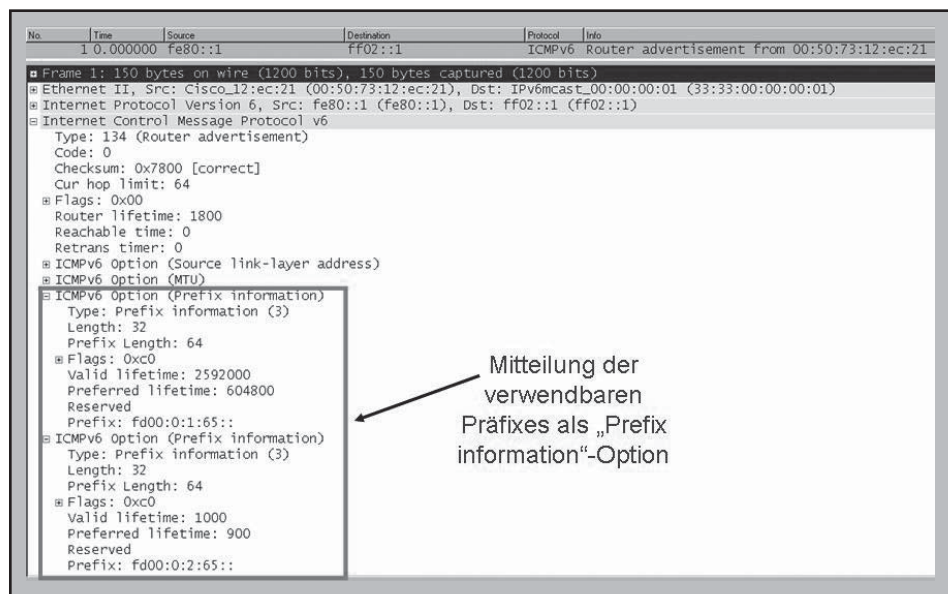 No. Time Source Destination Protocol Info
1 0.000000 fe80::1 ff02::1 ICMPv6 Router advertisement from 00:50:73:12:ec:21
Frame 1: 150 bytes on wire (1200 bits), 150 bytes captured (1200 bits)
Ethernet II, Src: Cisco_12:ec:21 (00:50:73:12:ec:21), Dst: IPv6mcast_00:00:00:01 (33:33:00:00:00:01)
Internet Protocol Version 6, Src: fe80::1 (fe80::1), Dst: ff02::1 (ff02::1)
Internet Control Message Protocol v6
Type: 134 (Router advertisement)
Code: 0
Checksum: 0x7800 [correct]
Cur hop limit: 64
Flags: 0x00
Router lifetime: 1800
Reachable time: 0
Retrans timer: 0
ICMPv6 Option (Source link-layer address)
ICMPv6 Option (MTU)
ICMPv6 Option (Prefix information)
Type: Prefix information (3)
Length: 32
Prefix Length: 64
Flags: 0xc0
Valid lifetime: 2592000
Preferred lifetime: 604800
Reserved
Prefix: fd00:0:1:65::
ICMPv6 Option (Prefix information)
Type: Prefix information (3)
Length: 32
Prefix Length: 64
Flags: 0xc0
Valid lifetime: 1000
Preferred lifetime: 900
Reserved
Prefix: fd00:0:2:65::
Mitteilung der
verwendbaren
Präfixes als „Prefix
information“-Option